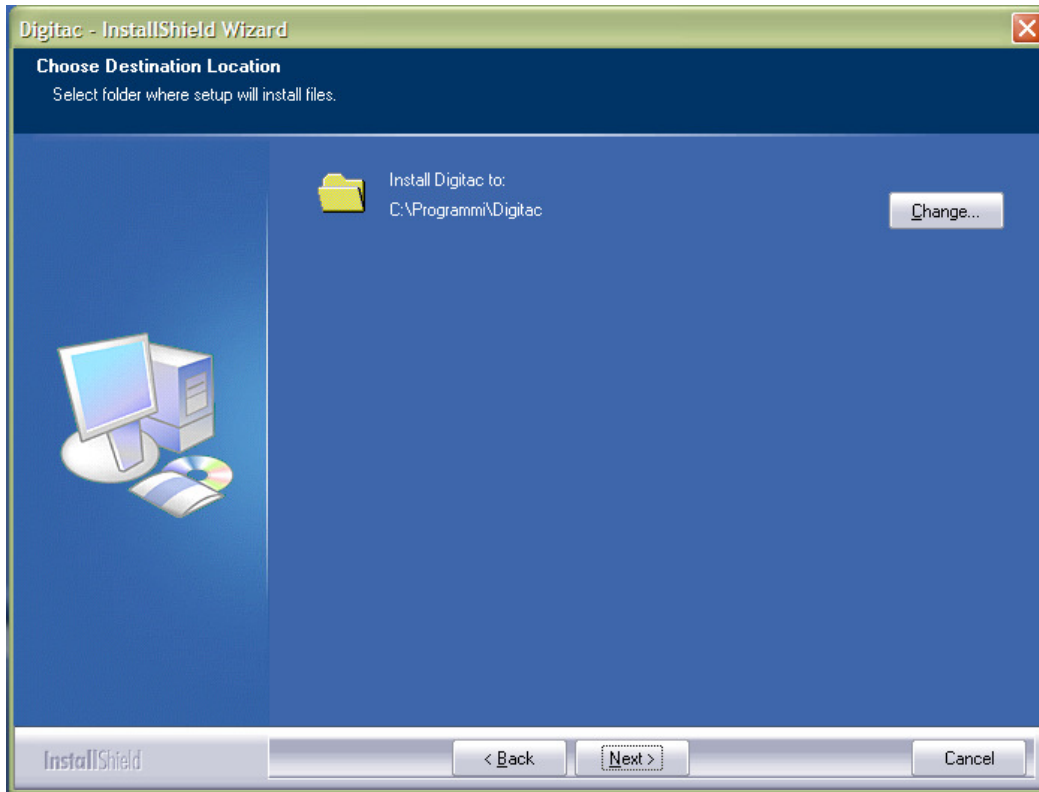 Digitac - InstallShield Wizard
Choose Destination Location
Select folder where setup will install files.
Install Digitac to:
C:\Programmi\Digitac
Change...
InstallShield
< Back
Next >
Cancel